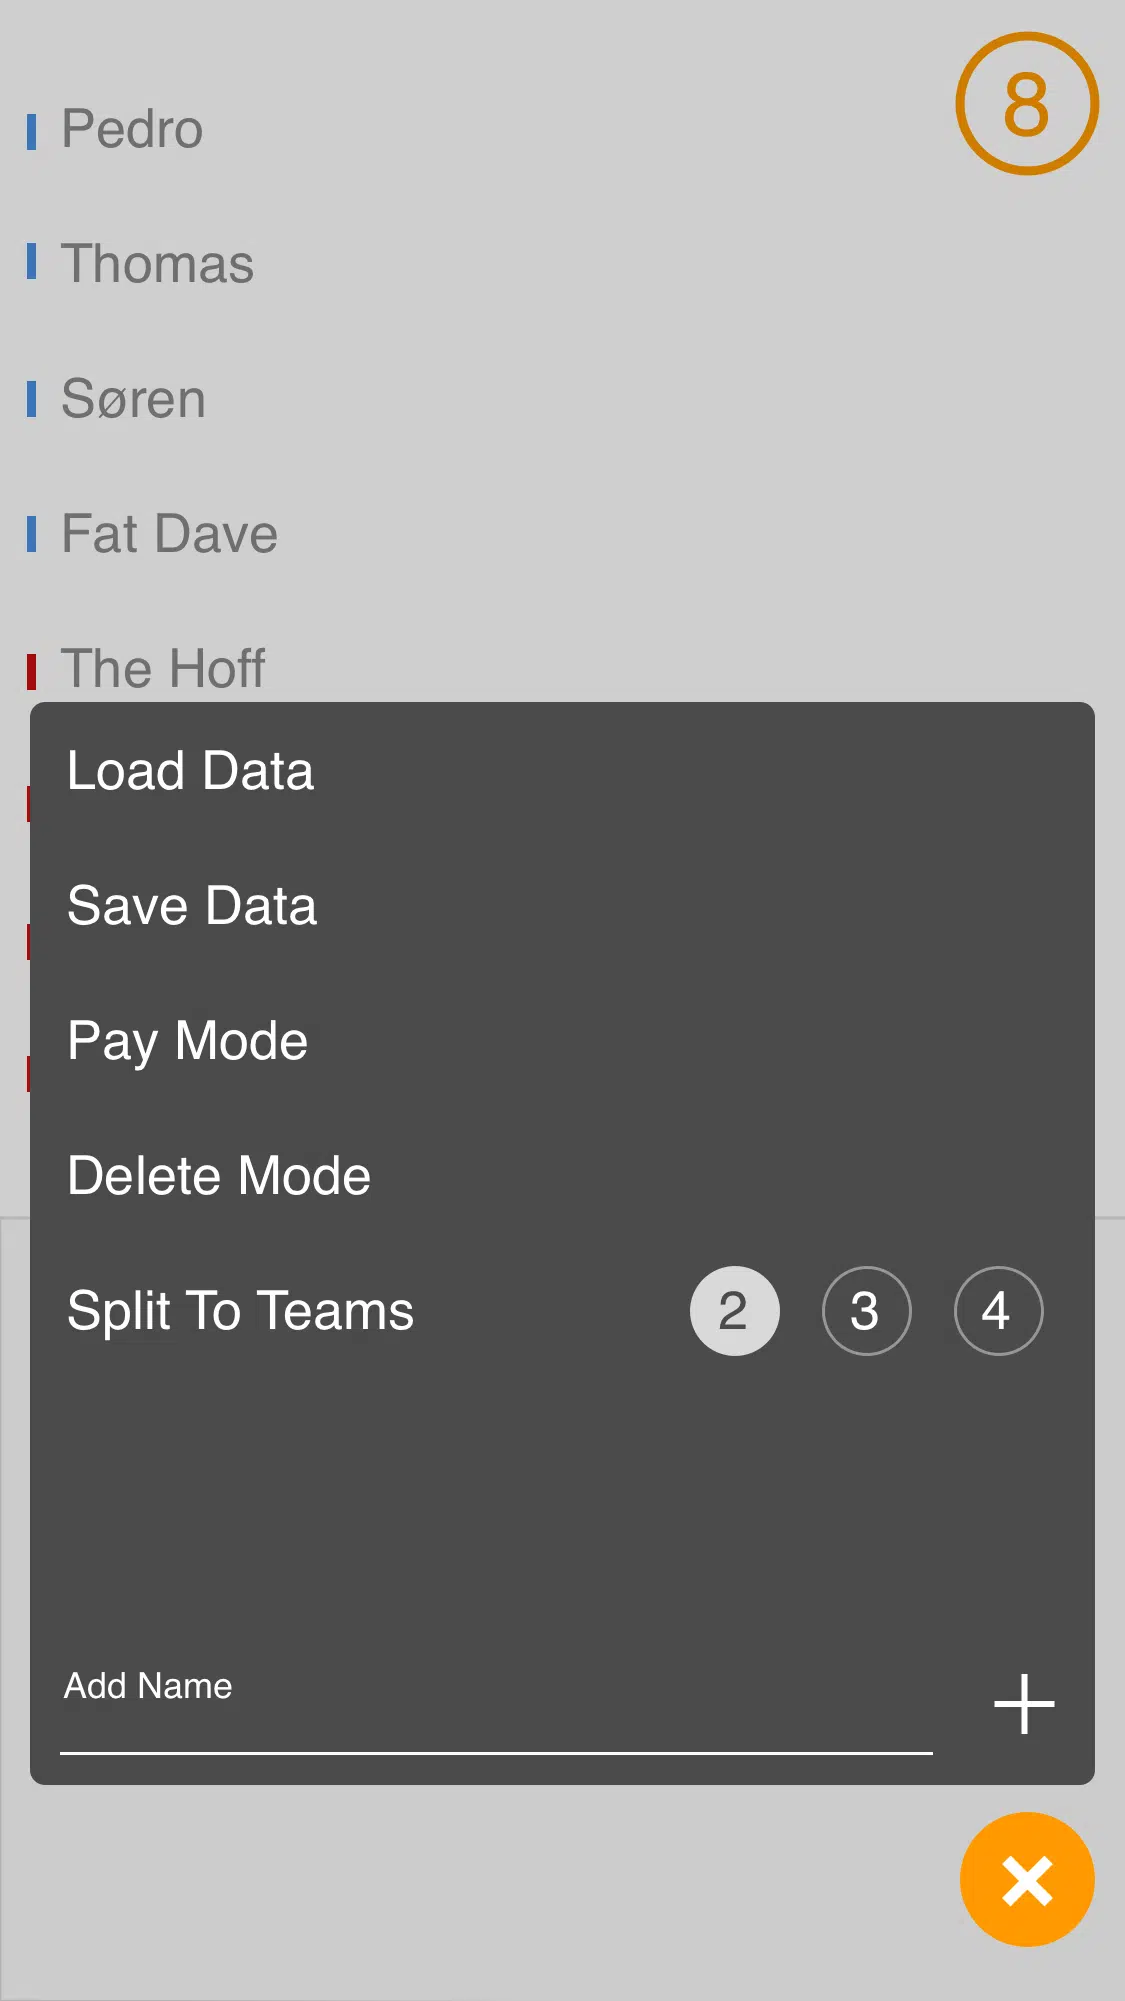 8
Pedro
Thomas
Søren
Fat Dave
The Hoff
Load Data
Save Data
Pay Mode
Delete Mode
Split To Teams 2 3 4
Add Name